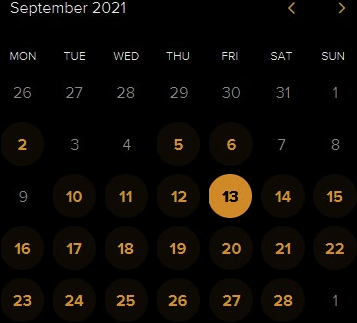 September 2021
MON TUE WED THU FRI SAT SUN
26 27 28 29 30 31 1
2 3 4 5 6 7 8
9 10 11 12 13 14 15
16 17 18 19 20 21 22
23 24 25 26 27 28 1